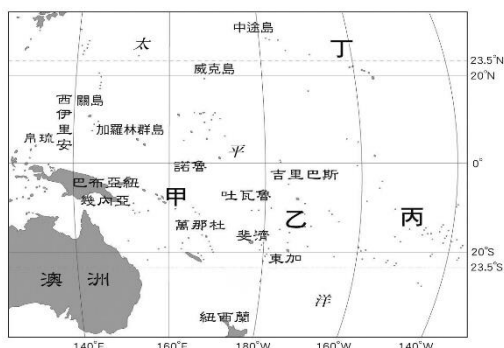 中途島
丁
太
23.5°N
威克島
20°N
西伊里安
關島
加羅林群島
帛琉
平
0°
諾魯
吉里巴斯
巴布亞紐
幾內亞
甲
吐瓦魯
萬那杜
乙
丙
斐濟
20°S
東加
23.5°S
澳洲
洋
紐西蘭
140°E
160°E
180°W
160°W
140°W